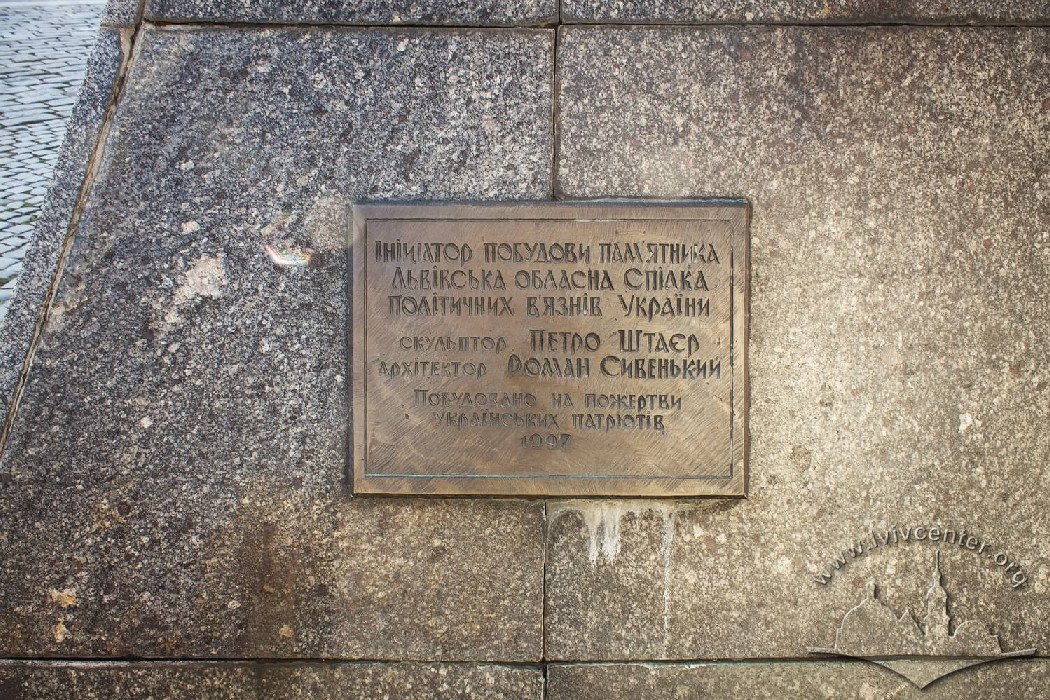 Ініціатор побудови пам'ятника
Львівська обласна Спілка
політичних в'язнів України
скульптор Петро Штаєр
архітектор Роман Сивенький
Побудовано на пожертви
українських патріотів
1997
www.lvivcenter.org